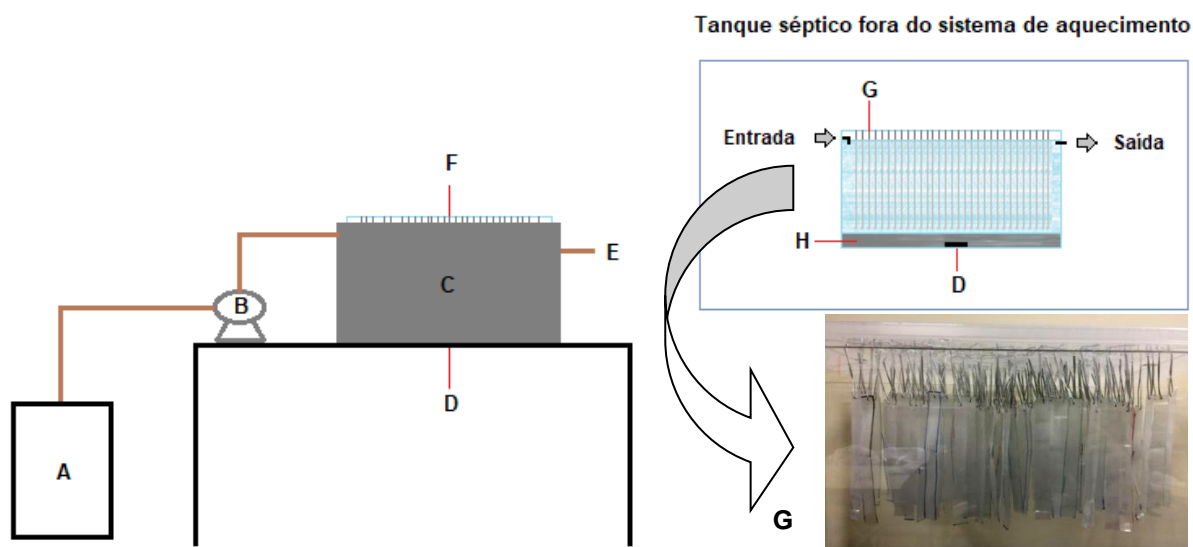 Tanque séptico fora do sistema de aquecimento
G
Entrada
Saída
F
H
E
B
C
D
D
A
G